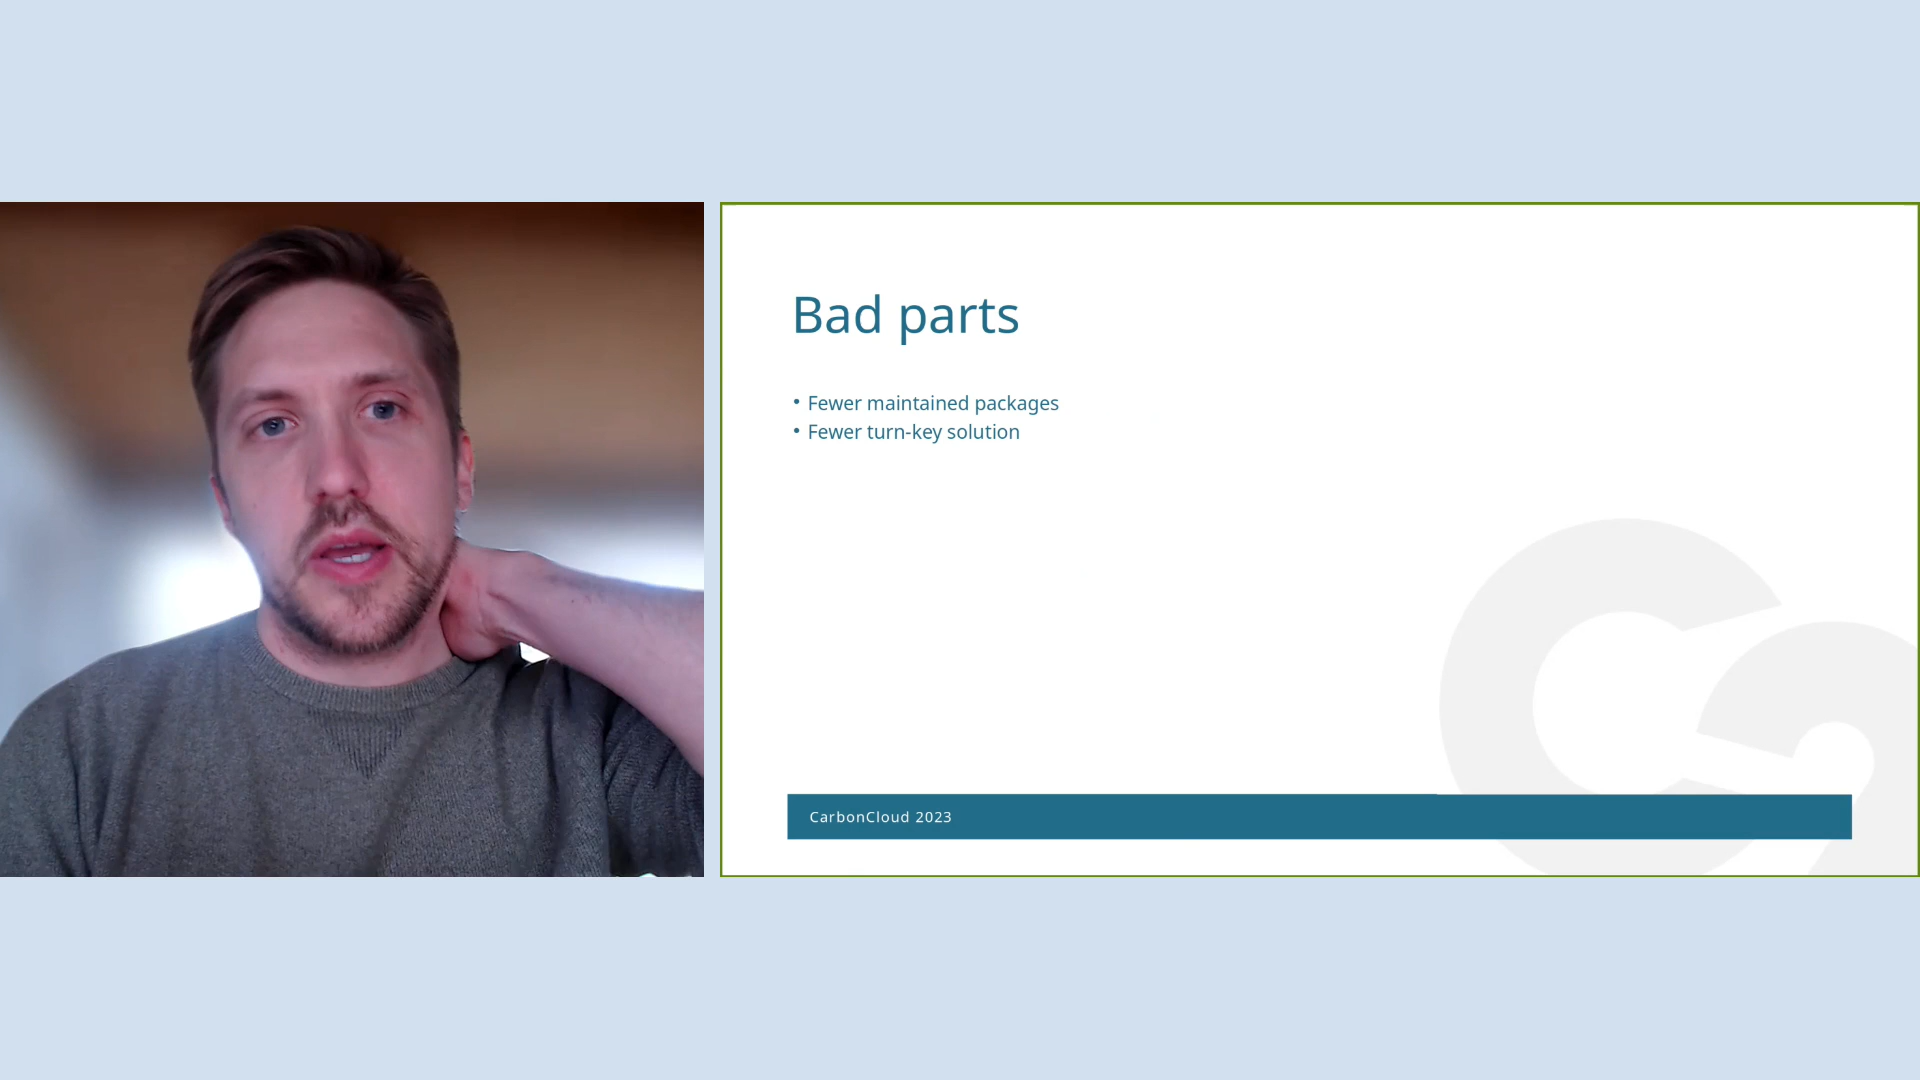 Bad parts
• Fewer maintained packages
• Fewer turn-key solution
CarbonCloud 2023